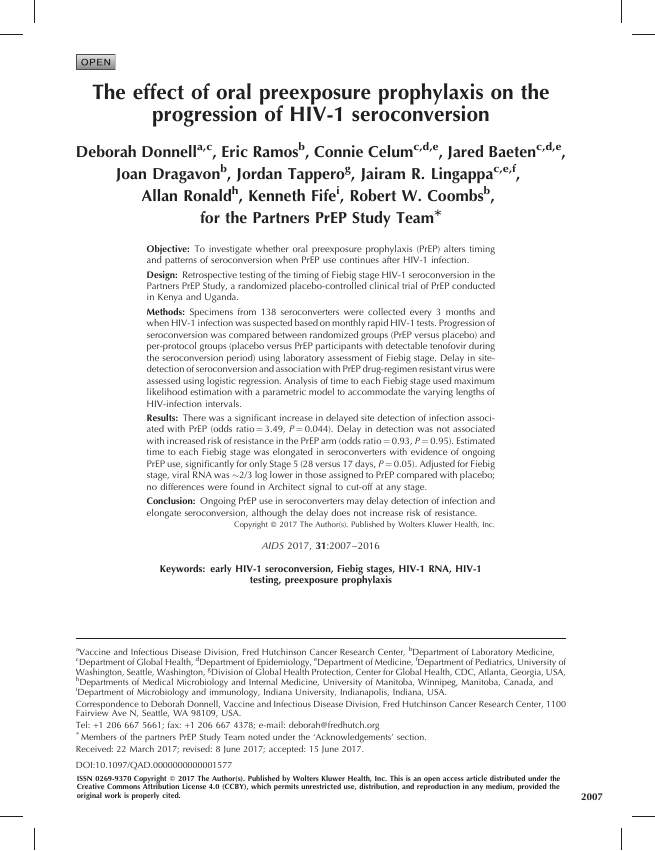 OPEN
The effect of oral preexposure prophylaxis on the
progression of HIV-1 seroconversion
Deborah Donnell^a,c, Eric Ramos^b, Connie Celum^c,d,e, Jared Baeten^c,d,e,
Joan Dragavon^b, Jordan Tappero^g, Jairam R. Lingappa^c,e,f,
Allan Ronald^h, Kenneth Fife^i, Robert W. Coombs^b,
for the Partners PrEP Study Team*
Objective: To investigate whether oral preexposure prophylaxis (PrEP) alters timing
and patterns of seroconversion when PrEP use continues after HIV-1 infection.
Design: Retrospective testing of the timing of Fiebig stage HIV-1 seroconversion in the
Partners PrEP Study, a randomized placebo-controlled clinical trial of PrEP conducted
in Kenya and Uganda.
Methods: Specimens from 138 seroconverters were collected every 3 months and
when HIV-1 infection was suspected based on monthly rapid HIV-1 tests. Progression of
seroconversion was compared between randomized groups (PrEP versus placebo) and
per-protocol groups (placebo versus PrEP participants with detectable tenofovir during
the seroconversion period) using laboratory assessment of Fiebig stage. Delay in site-
detection of seroconversion and association with PrEP drug-regimen resistant virus were
assessed using logistic regression. Analysis of time to each Fiebig stage used maximum
likelihood estimation with a parametric model to accommodate the varying lengths of
HIV-infection intervals.
Results: There was a significant increase in delayed site detection of infection associ-
ated with PrEP (odds ratio = 3.49, P = 0.044). Delay in detection was not associated
with increased risk of resistance in the PrEP arm (odds ratio = 0.93, P = 0.95). Estimated
time to each Fiebig stage was elongated in seroconverters with evidence of ongoing
PrEP use, significantly for only Stage 5 (28 versus 17 days, P = 0.05). Adjusted for Fiebig
stage, viral RNA was ~2/3 log lower in those assigned to PrEP compared with placebo;
no differences were found in Architect signal to cut-off at any stage.
Conclusion: Ongoing PrEP use in seroconverters may delay detection of infection and
elongate seroconversion, although the delay does not increase risk of resistance.
Copyright © 2017 The Author(s). Published by Wolters Kluwer Health, Inc.
AIDS 2017, 31:2007–2016
Keywords: early HIV-1 seroconversion, Fiebig stages, HIV-1 RNA, HIV-1
testing, preexposure prophylaxis
^aVaccine and Infectious Disease Division, Fred Hutchinson Cancer Research Center, ^bDepartment of Laboratory Medicine,
^cDepartment of Global Health, ^dDepartment of Epidemiology, ^eDepartment of Medicine, ^fDepartment of Pediatrics, University of
Washington, Seattle, Washington, ^gDivision of Global Health Protection, Center for Global Health, CDC, Atlanta, Georgia, USA,
^hDepartments of Medical Microbiology and Internal Medicine, University of Manitoba, Winnipeg, Manitoba, Canada, and
^iDepartment of Microbiology and immunology, Indiana University, Indianapolis, Indiana, USA.
Correspondence to Deborah Donnell, Vaccine and Infectious Disease Division, Fred Hutchinson Cancer Research Center, 1100
Fairview Ave N, Seattle, WA 98109, USA.
Tel: +1 206 667 5661; fax: +1 206 667 4378; e-mail: deborah@fredhutch.org
* Members of the partners PrEP Study Team noted under the ‘Acknowledgements’ section.
Received: 22 March 2017; revised: 8 June 2017; accepted: 15 June 2017.
DOI:10.1097/QAD.0000000000001577
ISSN 0269-9370 Copyright © 2017 The Author(s). Published by Wolters Kluwer Health, Inc. This is an open access article distributed under the
Creative Commons Attribution License 4.0 (CCBY), which permits unrestricted use, distribution, and reproduction in any medium, provided the
original work is properly cited.
2007